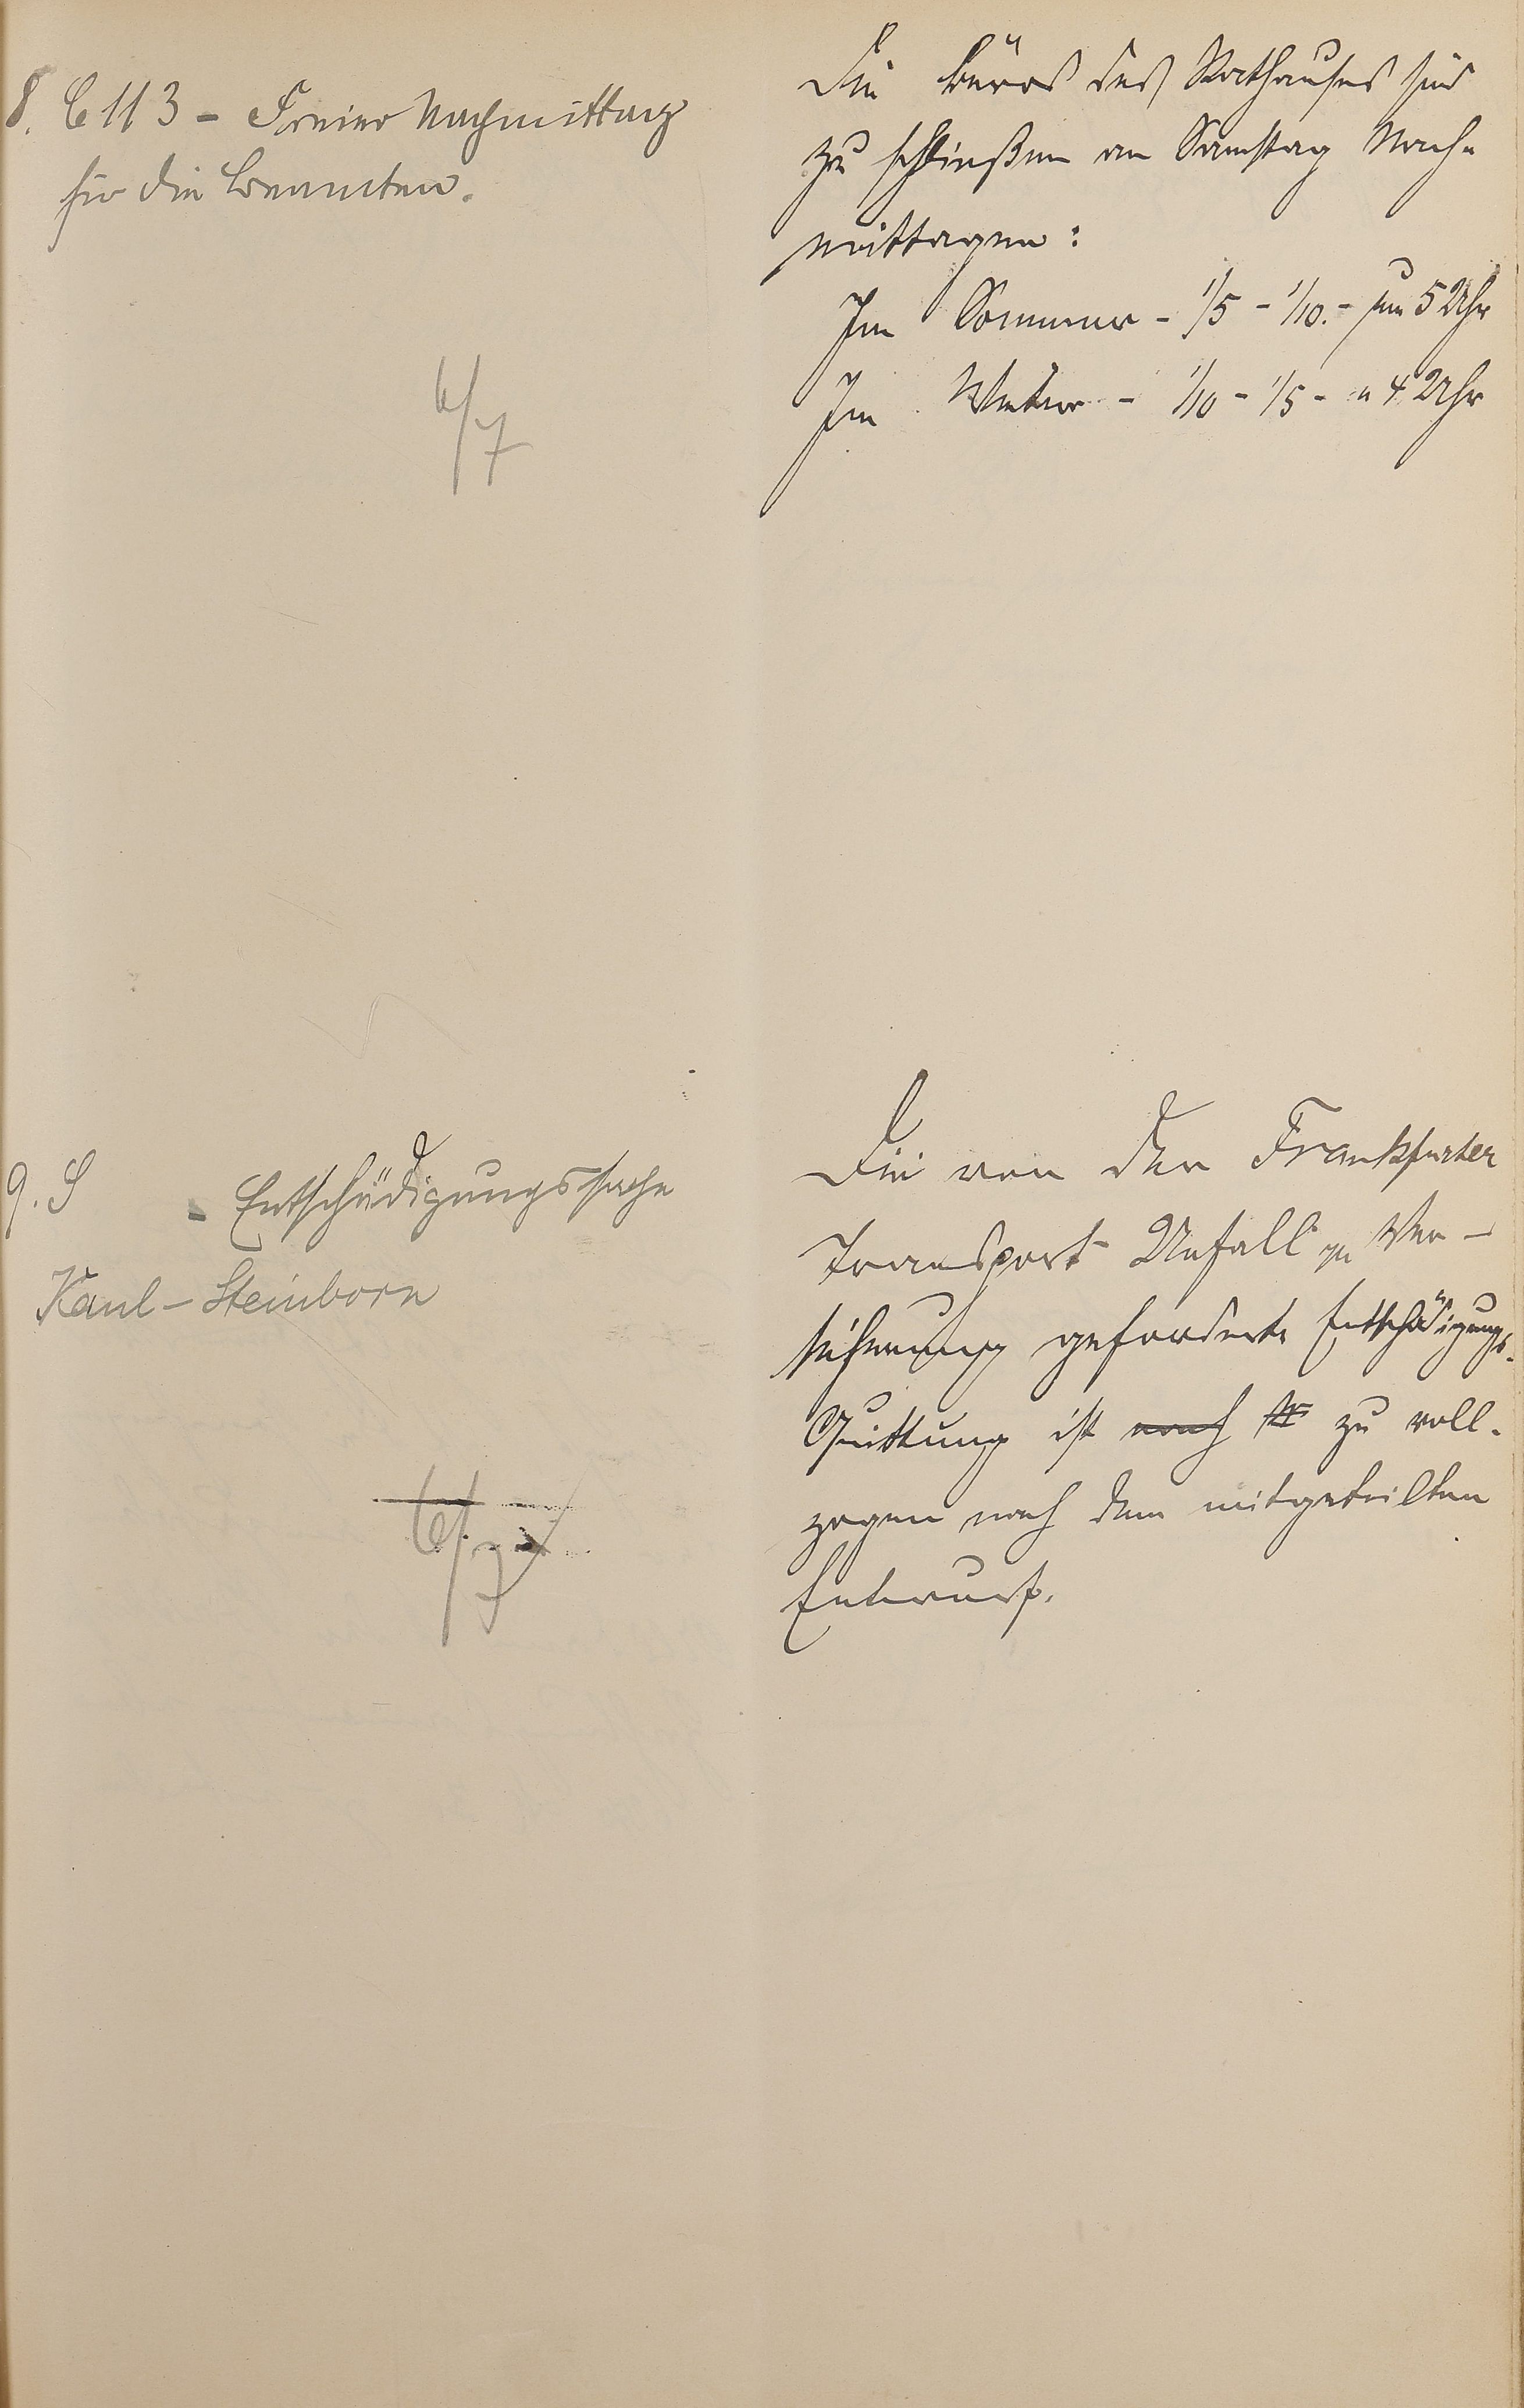 8. C 113 - Freier Nachmittag
für die Beamten.
6/7
Die Büros des Rathauses sind
zu schließen an Samstag Nach-
mittagen:
Im Sommer - 1/5 - 1/10. - um 5 Uhr
Im Winter - 1/10 - 1/5 - " 4 Uhr
9. S - Entschädigungssache
Kaul - Steinborn
6/7
Die von der Frankfurter
Transport Unfall Ver-
sicherung geforderte Entschädigungs-
Quittung ist nach zu voll-
zogen nach dem mitgeteilten
Entwurf.